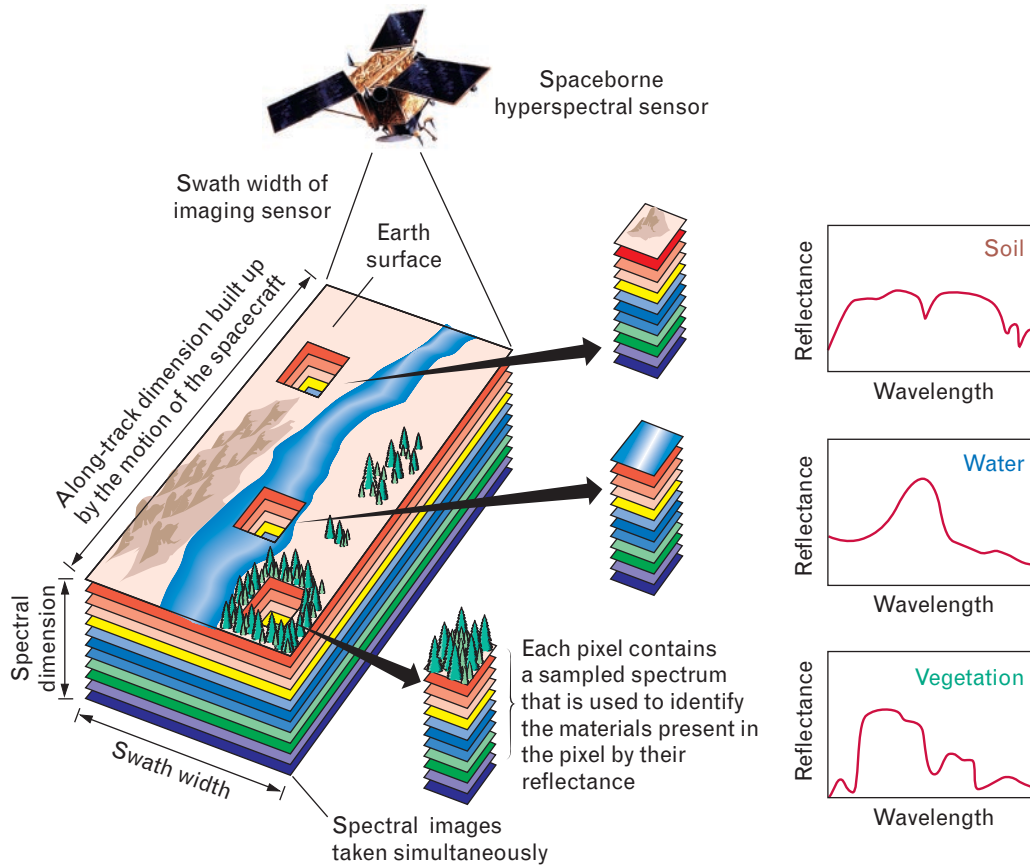 Spaceborne
hyperspectral sensor
Swath width of
imaging sensor
Earth
surface
Along-track dimension built up
by the motion of the spacecraft
Spectral
dimension
Swath width
Spectral images
taken simultaneously
Each pixel contains
a sampled spectrum
that is used to identify
the materials present in
the pixel by their
reflectance
Soil
Reflectance
Wavelength
Water
Reflectance
Wavelength
Vegetation
Reflectance
Wavelength